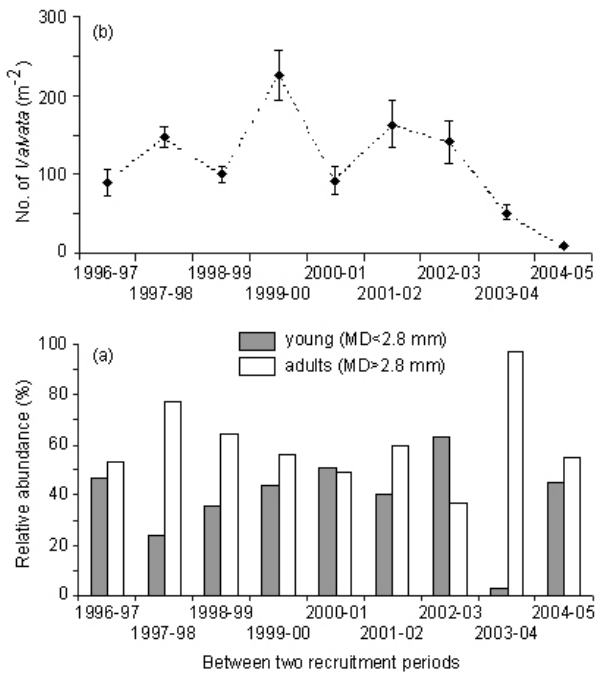 (b)
No. of Valvata (m-2)
300
200
100
0
1996-97 1998-99 2000-01 2002-03 2004-05
1997-98 1999-00 2001-02 2003-04
(a)
young (MD<2.8 mm)
adults (MD>2.8 mm)
Relative abundance (%)
100
80
60
40
20
0
1996-97 1998-99 2000-01 2002-03 2004-05
1997-98 1999-00 2001-02 2003-04
Between two recruitment periods